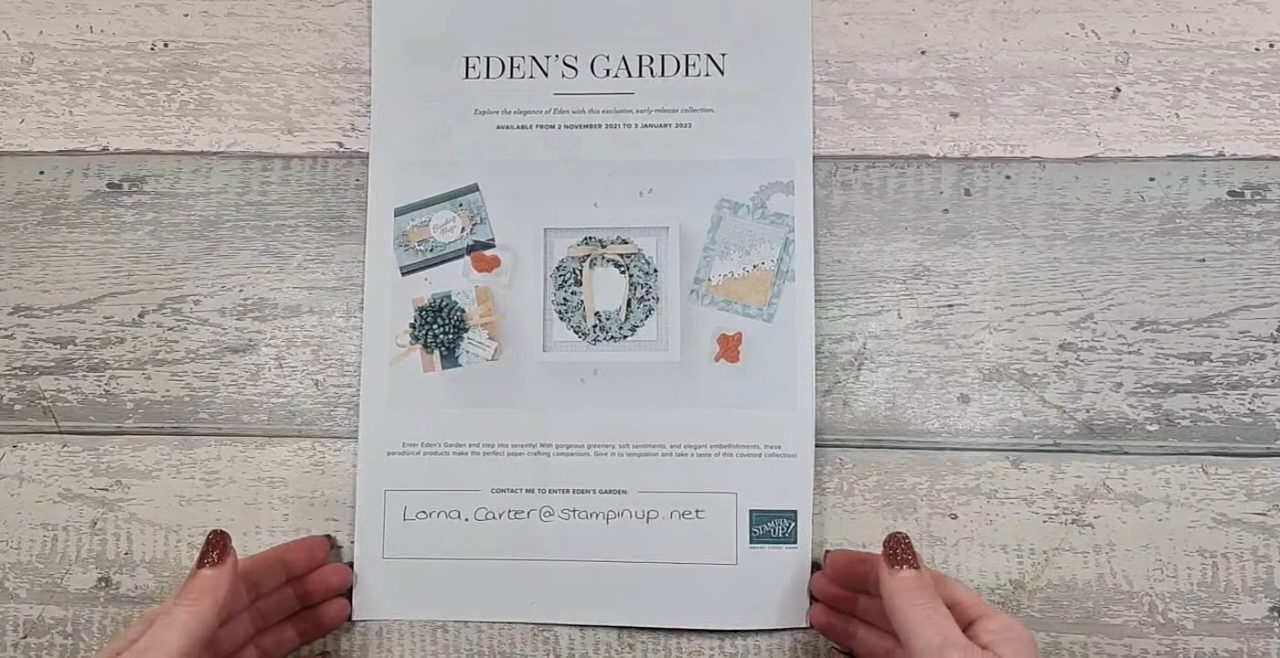 EDEN'S GARDEN
Explore the elegance of Eden with this exclusive, early-release collection.
AVAILABLE FROM 2 NOVEMBER 2021 TO 3 JANUARY 2022
Enter Eden's Garden and step into serenity! With gorgeous greenery, soft sentiments, and elegant embellishments, these
paradisical products make the perfect paper-crafting companions. Give in to temptation and take a taste of this coveted collection!
CONTACT ME TO ENTER EDEN'S GARDEN:
Lorna.Carter@stampinup.net
STAMPIN'
UP!